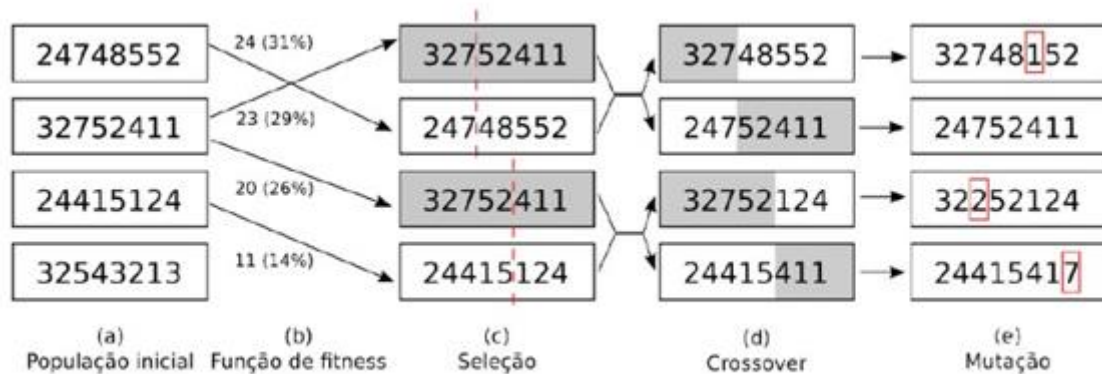 24748552
32752411
24415124
32543213
24 (31%)
23 (29%)
20 (26%)
11 (14%)
32752411
24748552
32752411
24415124
32748552
24752411
32752124
24415411
32748152
24752411
32252124
24415417
(a)
População inicial
(b)
Função de fitness
(c)
Seleção
(d)
Crossover
(e)
Mutação